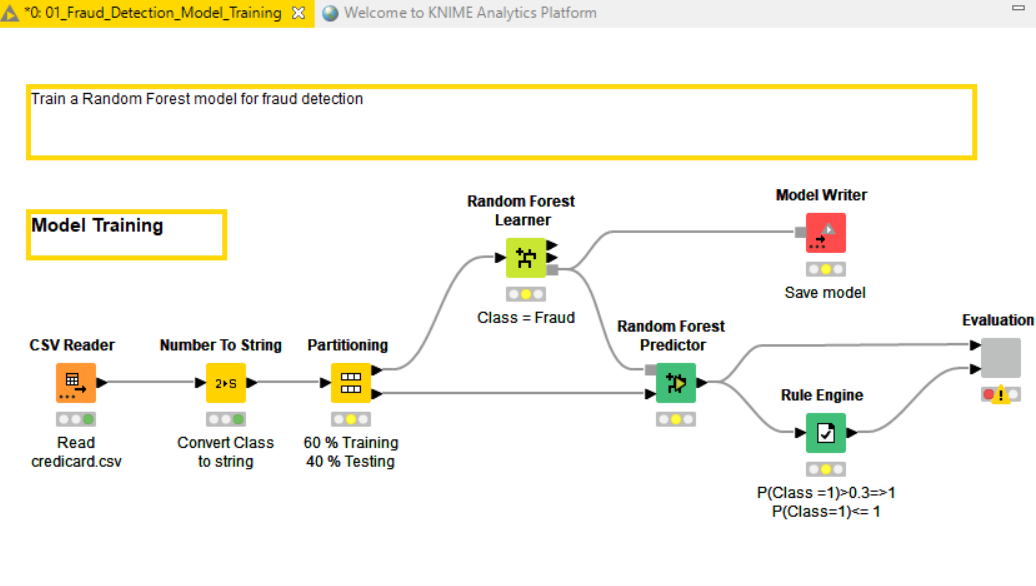 *0: 01_Fraud_Detection_Model_Training
Welcome to KNIME Analytics Platform
Train a Random Forest model for fraud detection
Model Training
Random Forest
Learner
Class = Fraud
Model Writer
Save model
CSV Reader
Read
credicard.csv
Number To String
2▸S
Convert Class
to string
Partitioning
60 % Training
40 % Testing
Random Forest
Predictor
Rule Engine
P(Class =1)>0.3=>1
P(Class=1)<= 1
Evaluation